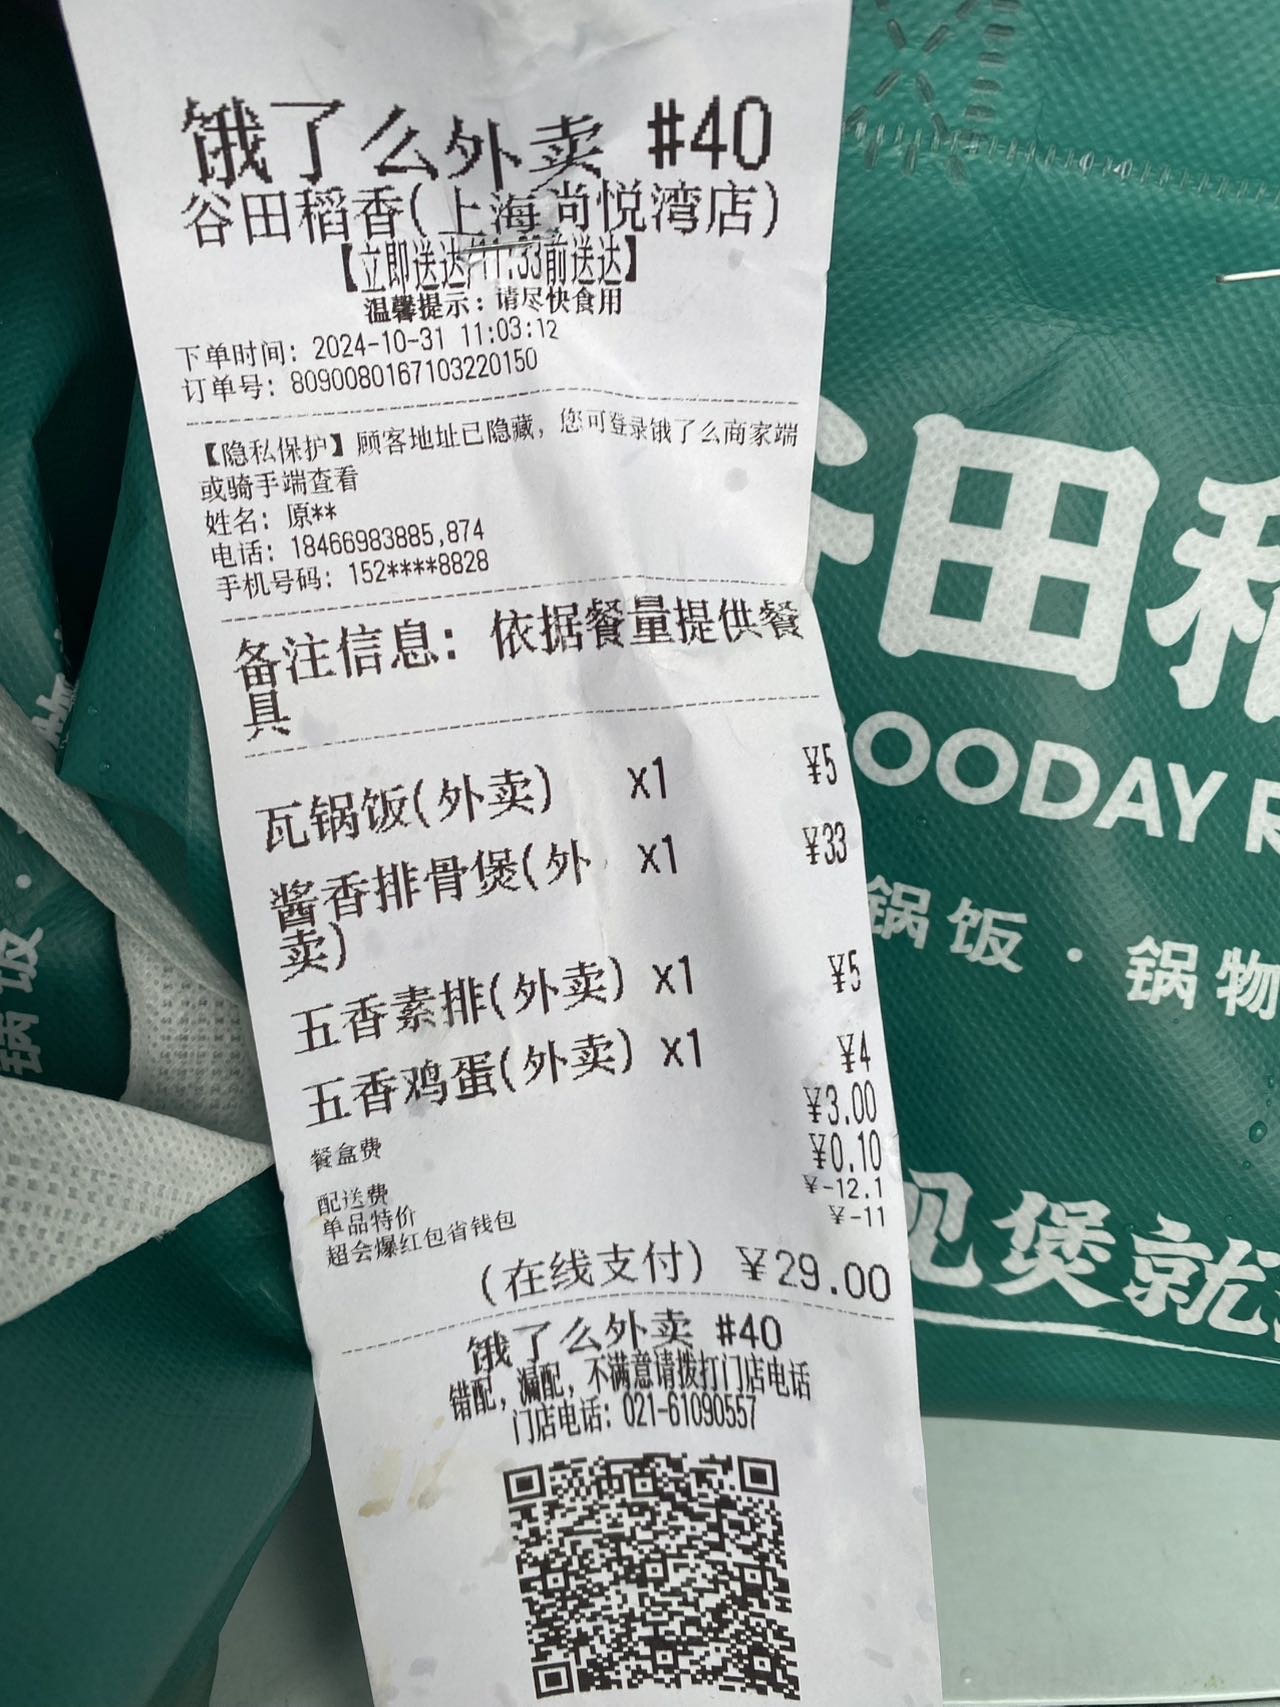 饿了么外卖 #40
谷田稻香(上海尚悦湾店)
【立即送达/11:33前送达】
温馨提示：请尽快食用
下单时间：2024-10-31 11:03:12
订单号：8090080167103220150
【隐私保护】顾客地址已隐藏，您可登录饿了么商家端
或骑手端查看
姓名：原**
电话：18466983885,874
手机号码：152****8828
备注信息：依据餐量提供餐
具
瓦锅饭(外卖) x1 ¥5
酱香排骨煲(外 x1 ¥33
卖)
五香素排(外卖) x1 ¥5
五香鸡蛋(外卖) x1 ¥4
餐盒费 ¥3.00
配送费 ¥0.10
单品特价 ¥-12.1
超会爆红包省钱包 ¥-11
(在线支付) ¥29.00
饿了么外卖 #40
错配，漏配，不满意请拨打门店电话
门店电话：021-61090557
谷田稻
OODAY R
锅饭·锅物
煲就
锅饭·